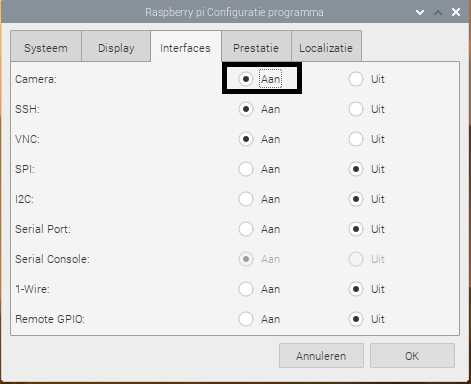 Raspberry pi Configuratie programma
Systeem Display Interfaces Prestatie Localizatie
Camera: Aan Uit
SSH: Aan Uit
VNC: Aan Uit
SPI: Aan Uit
I2C: Aan Uit
Serial Port: Aan Uit
Serial Console: Aan Uit
1-Wire: Aan Uit
Remote GPIO: Aan Uit
Annuleren OK